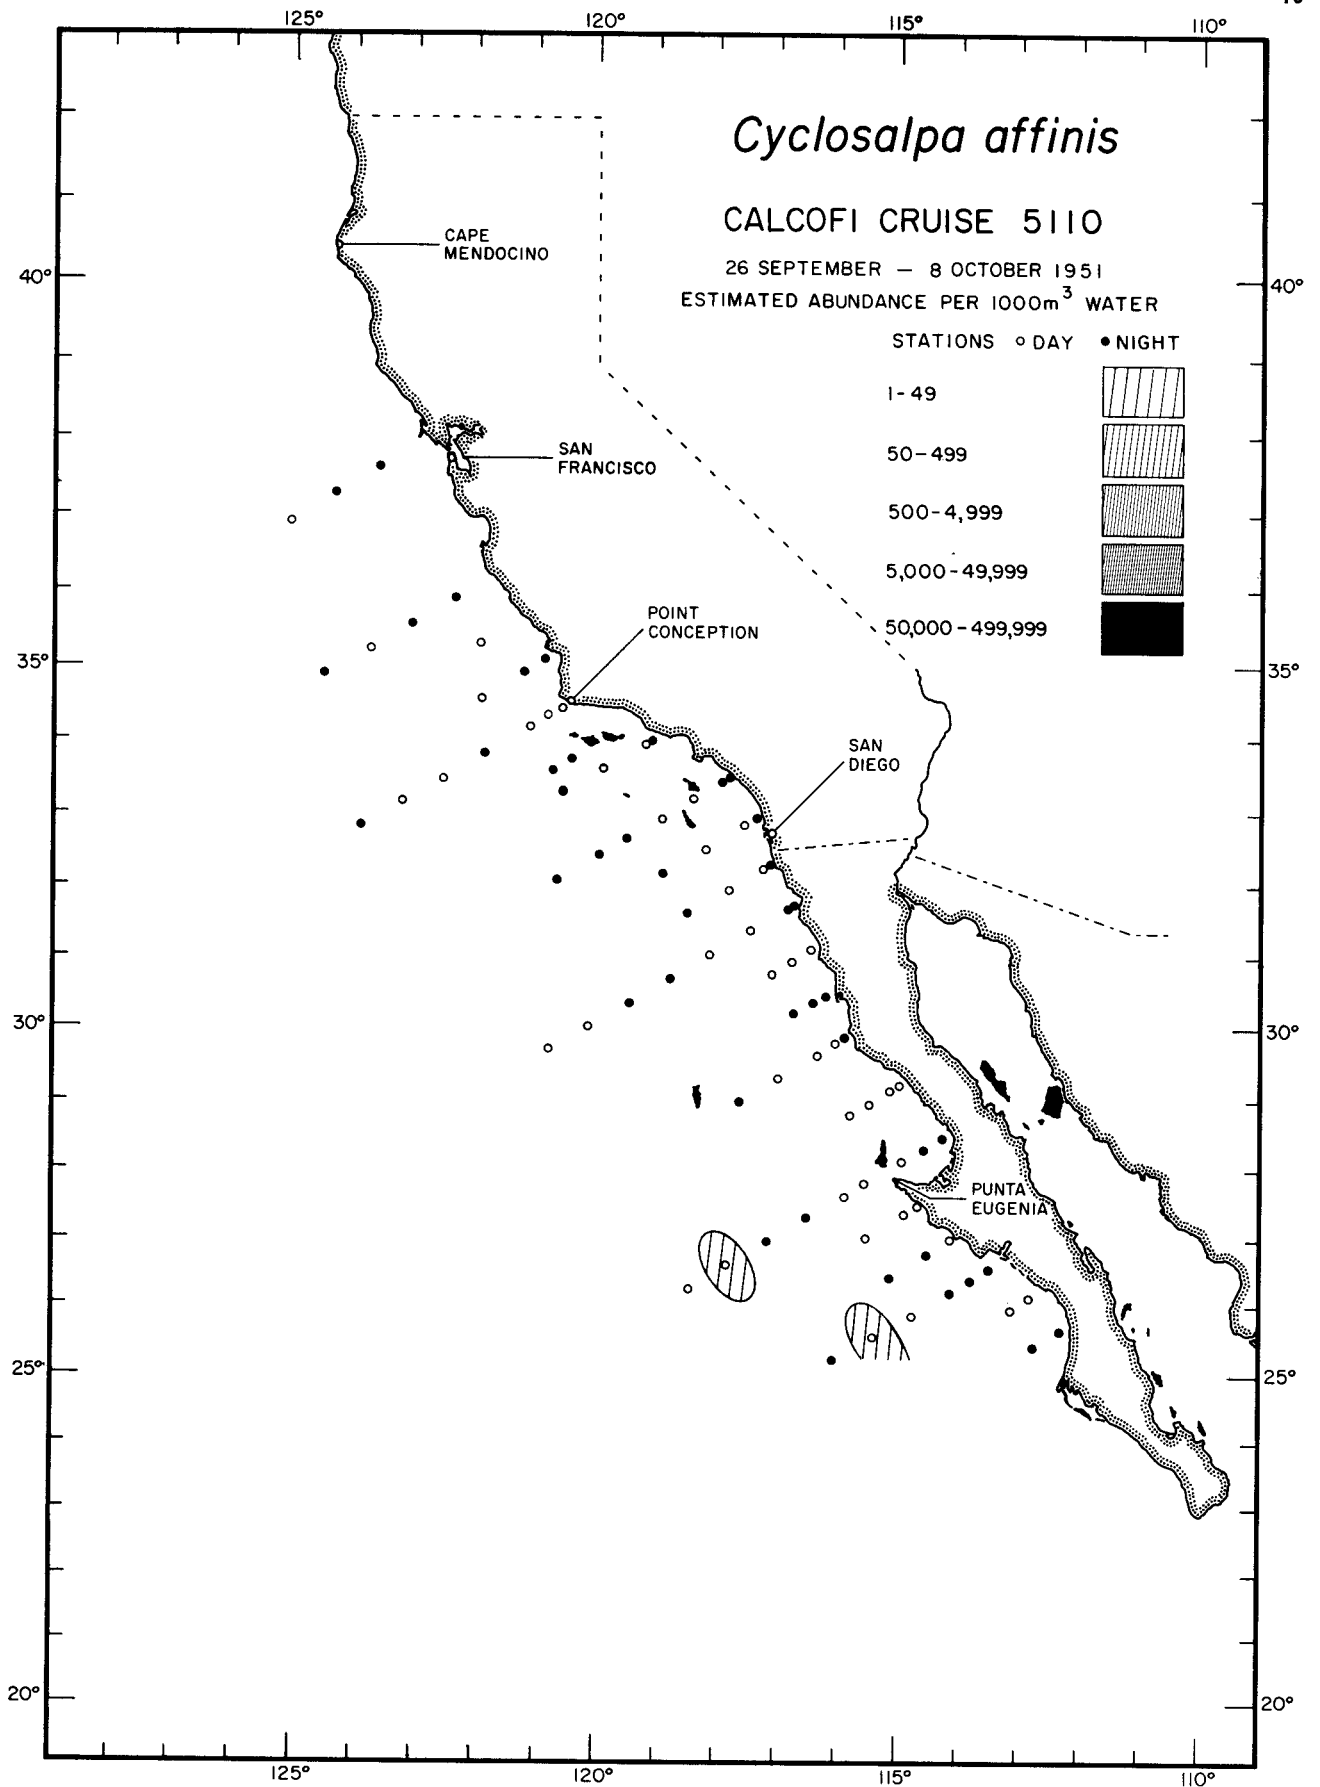 125° 120° 115° 110°
Cyclosalpa affinis
CALCOFI CRUISE 5110
26 SEPTEMBER — 8 OCTOBER 1951
ESTIMATED ABUNDANCE PER 1000m³ WATER
STATIONS ○ DAY ● NIGHT
1-49
50-499
500-4,999
5,000-49,999
50,000-499,999
CAPE
MENDOCINO
40° 40°
SAN
FRANCISCO
POINT
CONCEPTION
35° 35°
SAN
DIEGO
30° 30°
PUNTA
EUGENIA
25° 25°
20° 20°
125° 120° 115° 110°